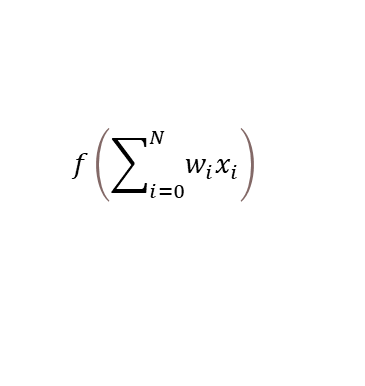 f(∑_{i=0}^{N} w_i x_i)